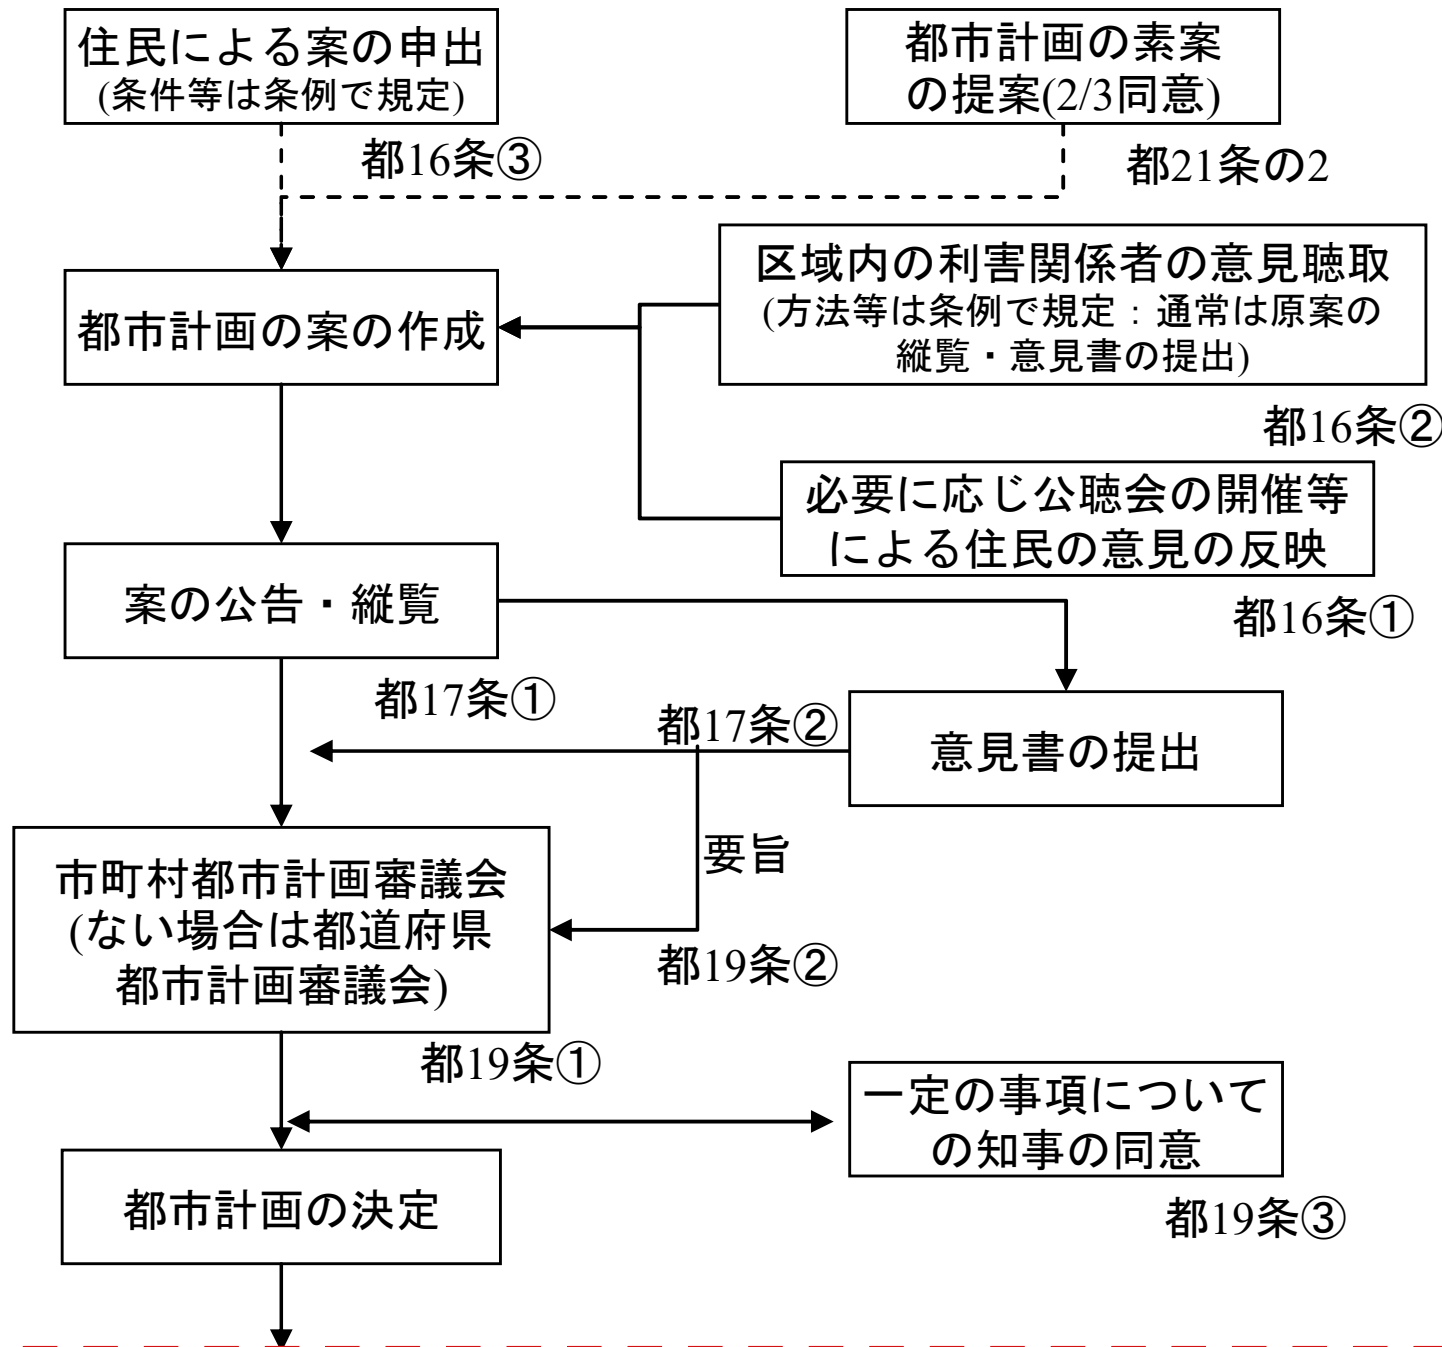 住民による案の申出
(条件等は条例で規定)
都市計画の素案
の提案(2/3同意)
都16条③
都21条の2
区域内の利害関係者の意見聴取
(方法等は条例で規定：通常は原案の
縦覧・意見書の提出)
都市計画の案の作成
都16条②
必要に応じ公聴会の開催等
による住民の意見の反映
案の公告・縦覧
都16条①
都17条①
都17条②
意見書の提出
要旨
市町村都市計画審議会
(ない場合は都道府県
都市計画審議会)
都19条②
都19条①
一定の事項について
の知事の同意
都市計画の決定
都19条③